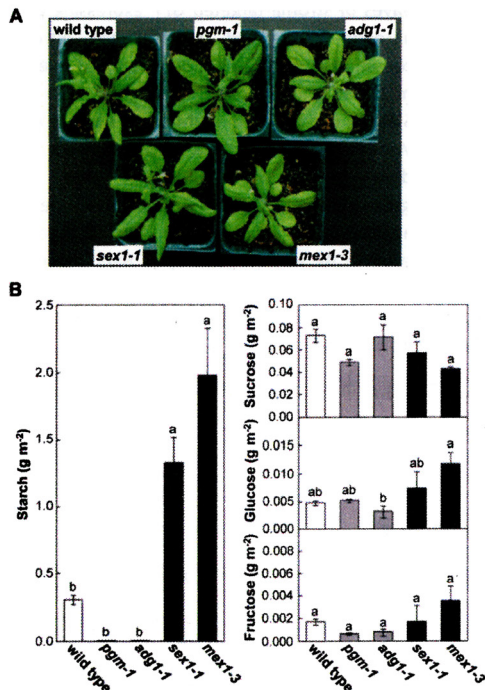 A
wild type
pgm-1
adg1-1
sex1-1
mex1-3
B
Starch (g m⁻²)
2.5
2.0
1.5
1.0
0.5
0.0
b
b
b
a
a
wild type
pgm-1
adg1-1
sex1-1
mex1-3
Sucrose (g m⁻²)
0.10
0.08
0.06
0.04
0.02
0.00
a
a
a
a
a
Glucose (g m⁻²)
0.015
0.010
0.005
0.000
ab
ab
b
ab
a
Fructose (g m⁻²)
0.008
0.006
0.004
0.002
0.000
a
a
a
a
a
wild type
pgm-1
adg1-1
sex1-1
mex1-3